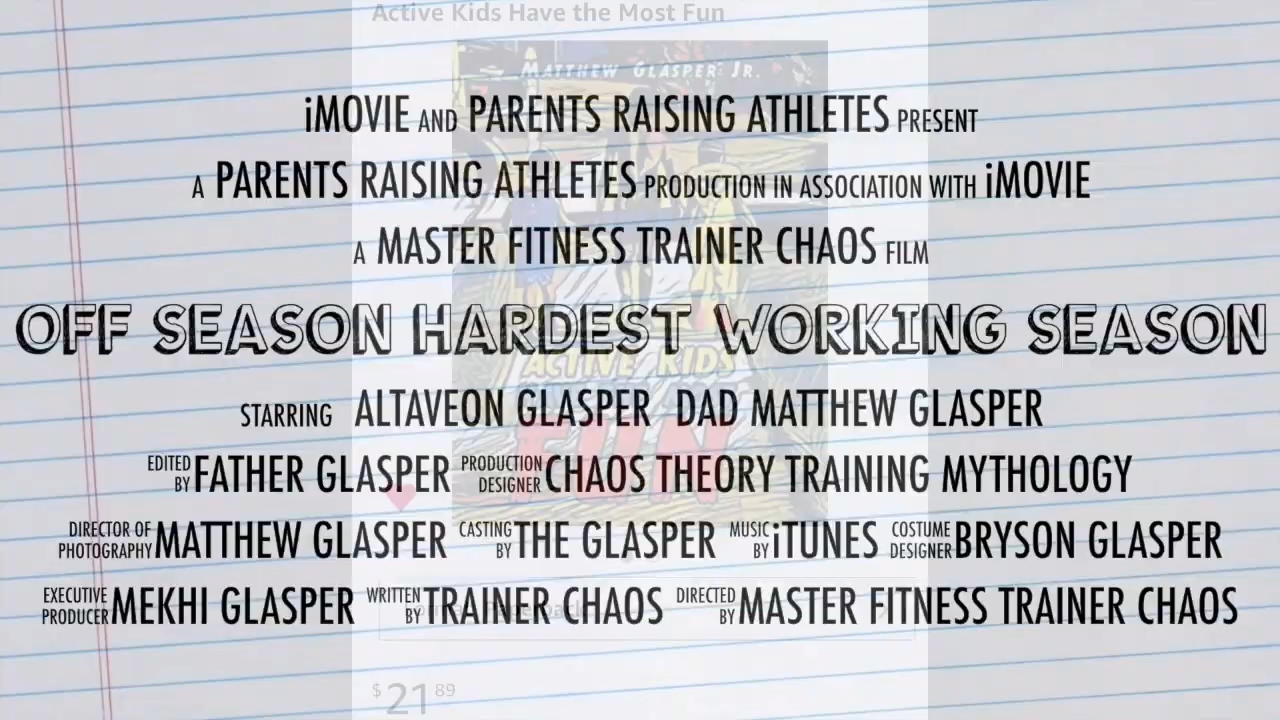 Active Kids Have the Most Fun
MATTHEW GLASPER JR.
iMOVIE AND PARENTS RAISING ATHLETES PRESENT
A PARENTS RAISING ATHLETES PRODUCTION IN ASSOCIATION WITH iMOVIE
A MASTER FITNESS TRAINER CHAOS FILM
OFF SEASON HARDEST WORKING SEASON
ACTIVE KIDS
STARRING ALTAVEON GLASPER DAD MATTHEW GLASPER
FUN
EDITED BY FATHER GLASPER PRODUCTION DESIGNER CHAOS THEORY TRAINING MYTHOLOGY
DIRECTOR OF PHOTOGRAPHY MATTHEW GLASPER CASTING BY THE GLASPER MUSIC BY iTUNES COSTUME DESIGNER BRYSON GLASPER
EXECUTIVE PRODUCER MEKHI GLASPER WRITTEN BY TRAINER CHAOS DIRECTED BY MASTER FITNESS TRAINER CHAOS
$21.89